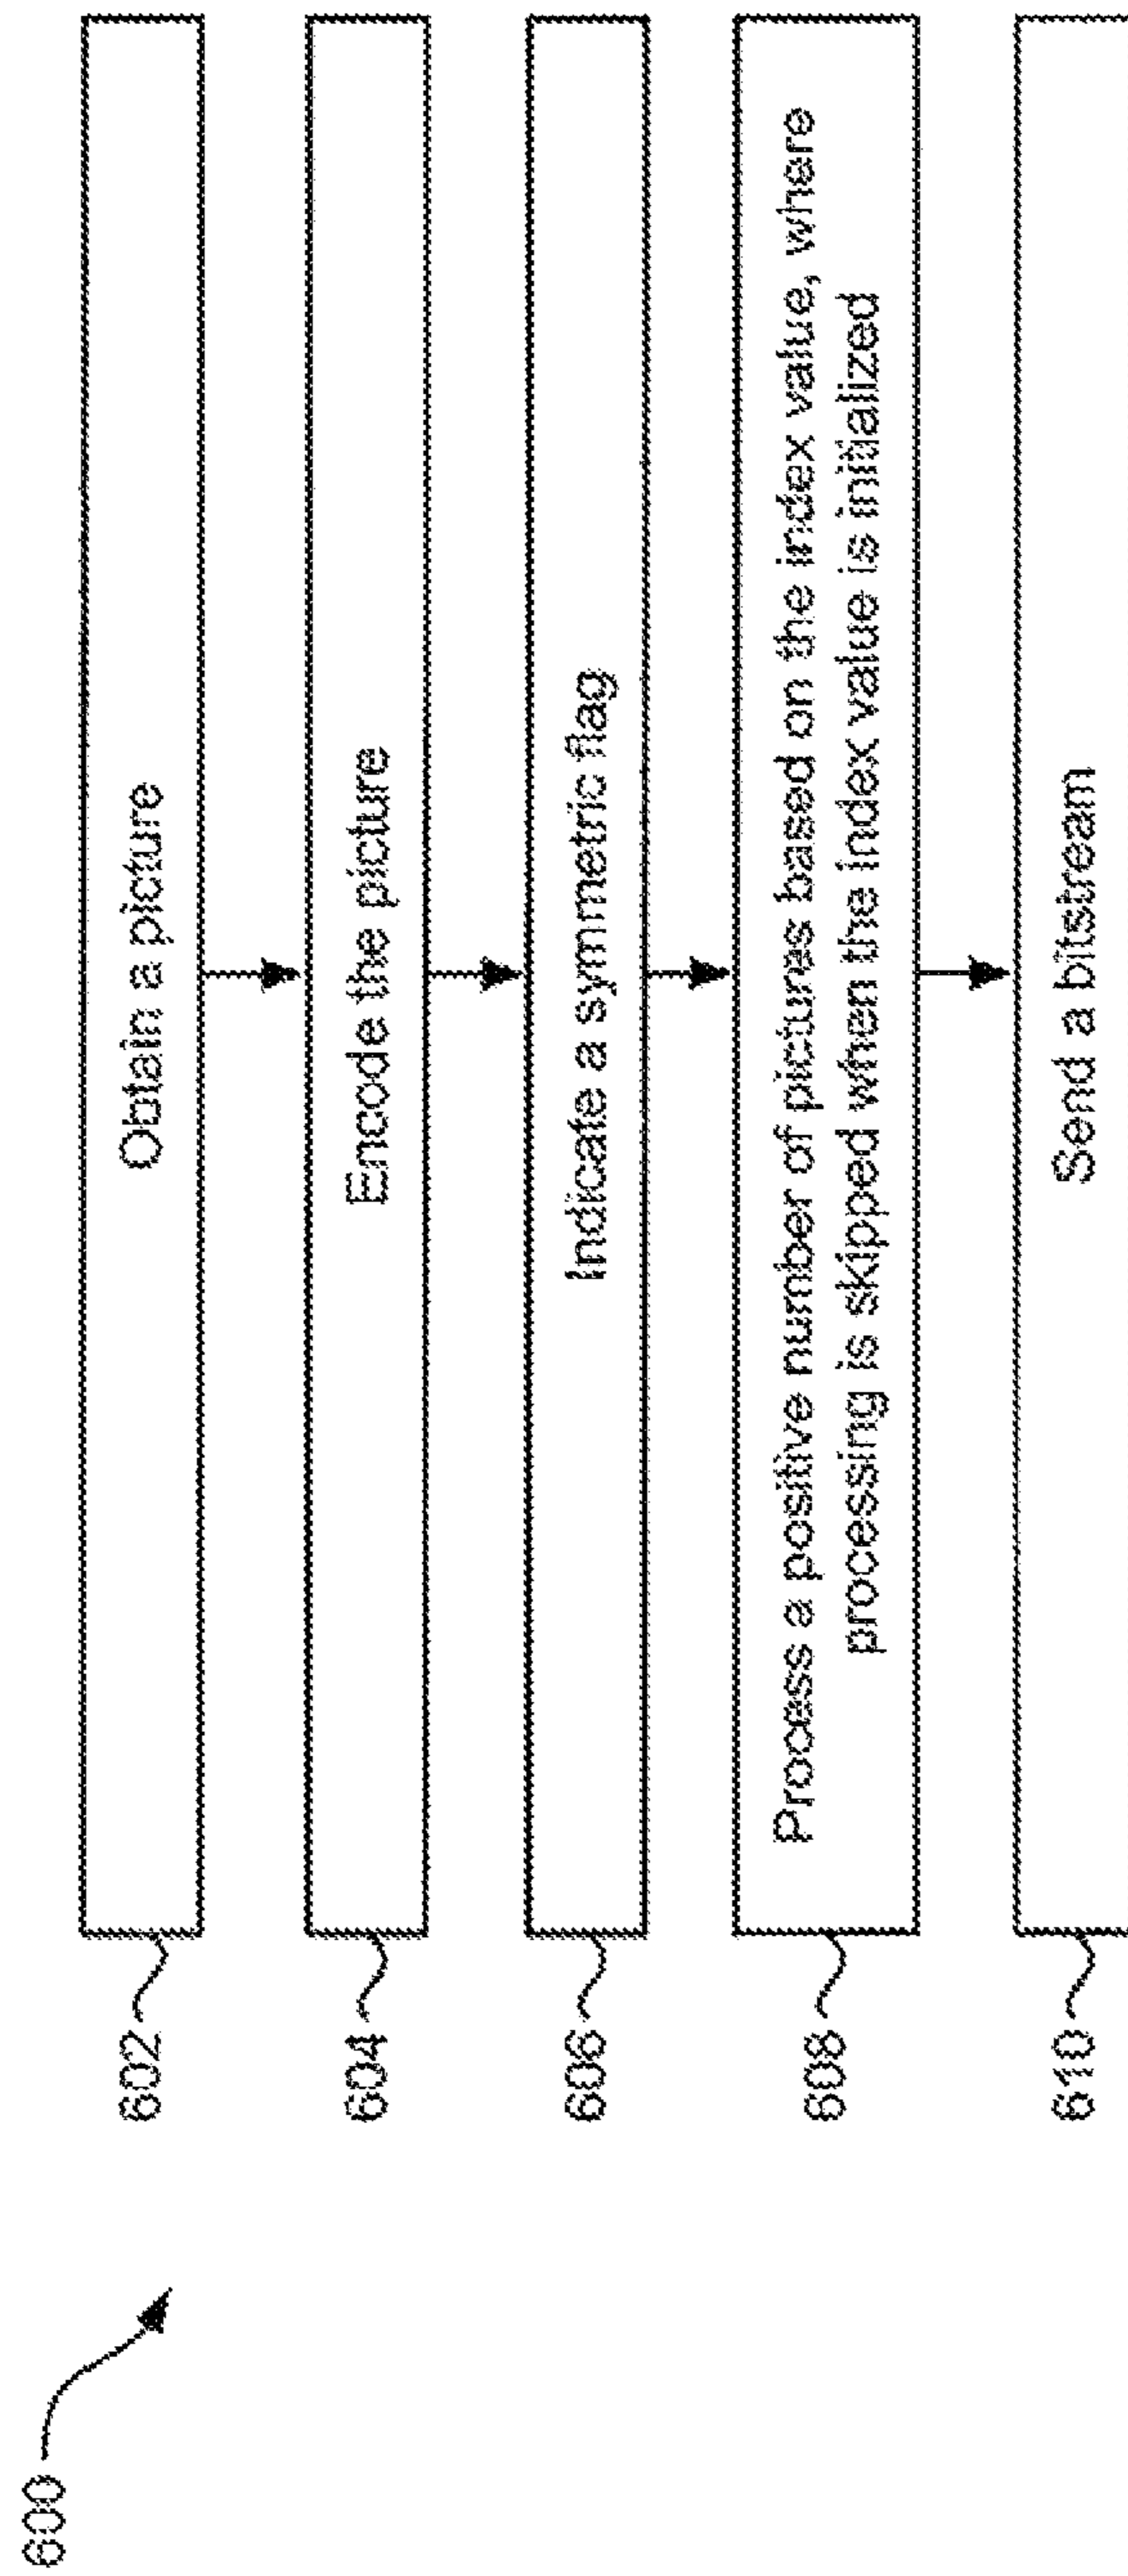 600
602
Obtain a picture
604
Encode the picture
606
Indicate a symmetric flag
608
Process a positive number of pictures based on the index value, where
processing is skipped when the index value is initialized
610
Send a bitstream